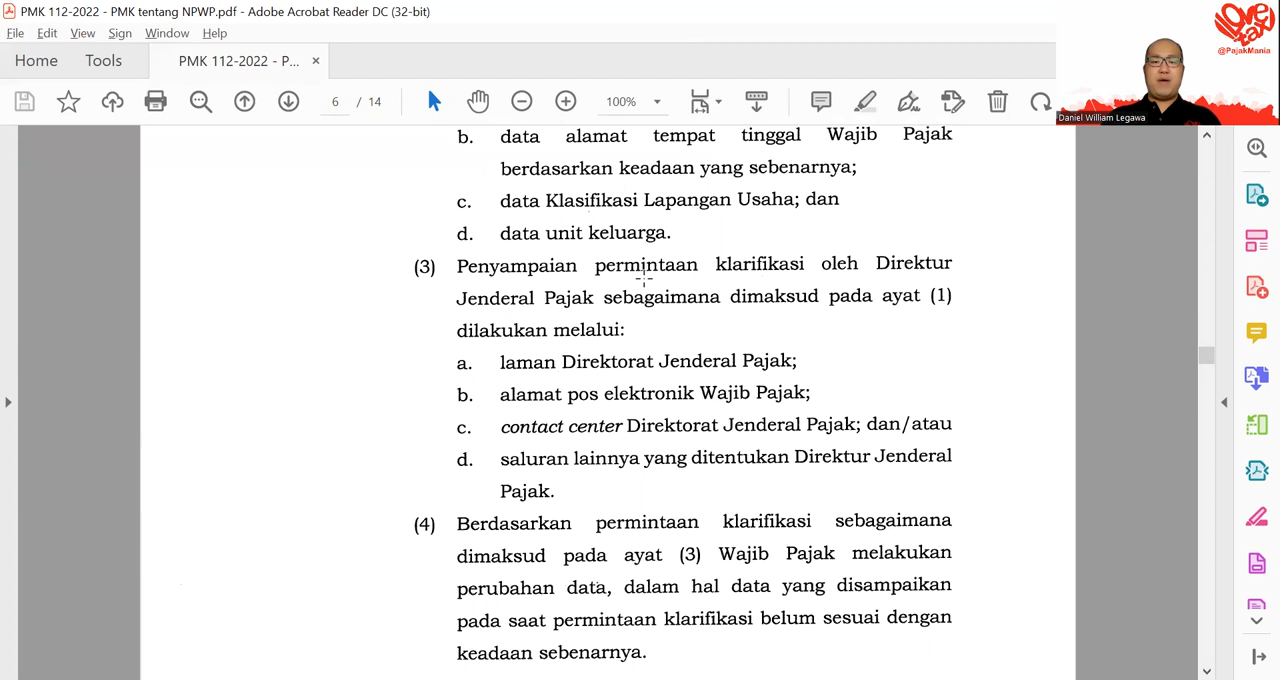 PMK 112-2022 - PMK tentang NPWP.pdf - Adobe Acrobat Reader DC (32-bit)
File Edit View Sign Window Help
Home Tools PMK 112-2022 - P... ×
6 / 14 100%
I love tax
@PajakMania
Daniel William Legawa
b. data alamat tempat tinggal Wajib Pajak
berdasarkan keadaan yang sebenarnya;
c. data Klasifikasi Lapangan Usaha; dan
d. data unit keluarga.
(3) Penyampaian permintaan klarifikasi oleh Direktur
Jenderal Pajak sebagaimana dimaksud pada ayat (1)
dilakukan melalui:
a. laman Direktorat Jenderal Pajak;
b. alamat pos elektronik Wajib Pajak;
c. contact center Direktorat Jenderal Pajak; dan/atau
d. saluran lainnya yang ditentukan Direktur Jenderal
Pajak.
(4) Berdasarkan permintaan klarifikasi sebagaimana
dimaksud pada ayat (3) Wajib Pajak melakukan
perubahan data, dalam hal data yang disampaikan
pada saat permintaan klarifikasi belum sesuai dengan
keadaan sebenarnya.